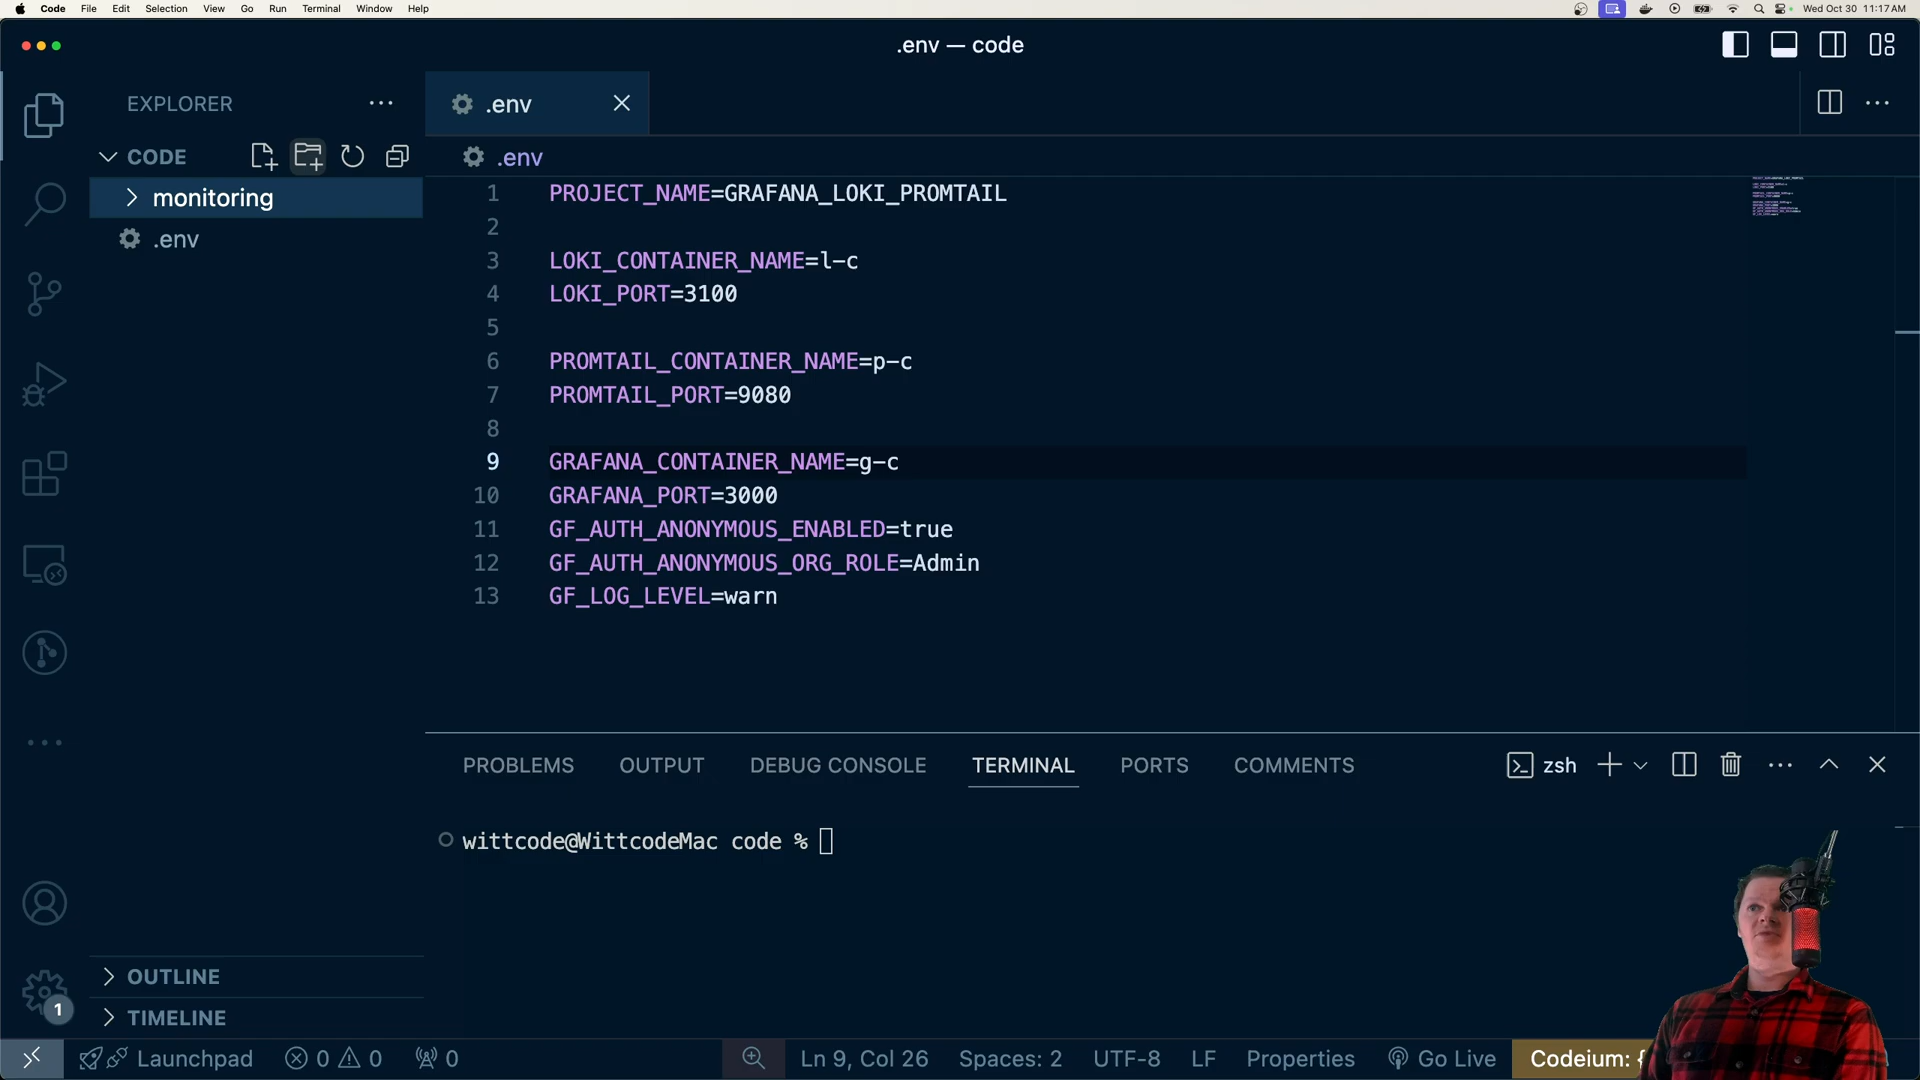 Code File Edit Selection View Go Run Terminal Window Help Wed Oct 30 11:17 AM
.env — code
EXPLORER
.env
CODE
.env
monitoring
.env
1 PROJECT_NAME=GRAFANA_LOKI_PROMTAIL
2
3 LOKI_CONTAINER_NAME=l-c
4 LOKI_PORT=3100
5
6 PROMTAIL_CONTAINER_NAME=p-c
7 PROMTAIL_PORT=9080
8
9 GRAFANA_CONTAINER_NAME=g-c
10 GRAFANA_PORT=3000
11 GF_AUTH_ANONYMOUS_ENABLED=true
12 GF_AUTH_ANONYMOUS_ORG_ROLE=Admin
13 GF_LOG_LEVEL=warn
PROBLEMS OUTPUT DEBUG CONSOLE TERMINAL PORTS COMMENTS zsh
wittcode@WittcodeMac code %
OUTLINE
1
TIMELINE
Launchpad 0 0 0 Ln 9, Col 26 Spaces: 2 UTF-8 LF Properties Go Live Codeium: {